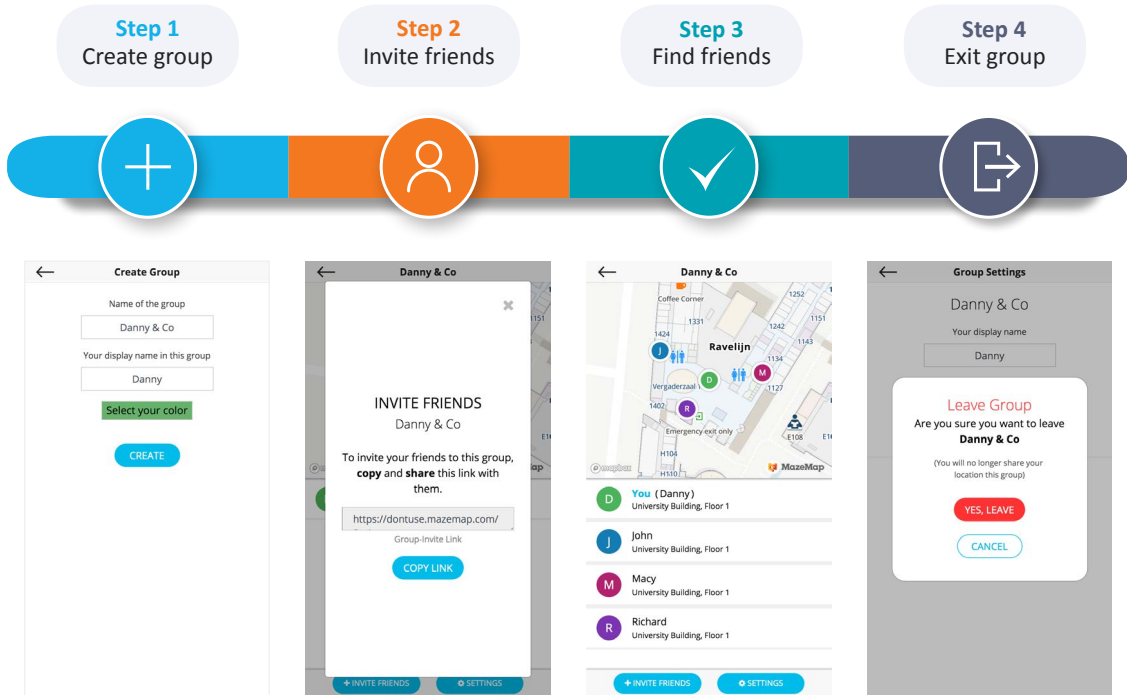 Step 1
Create group
Step 2
Invite friends
Step 3
Find friends
Step 4
Exit group
Create Group
Name of the group
Danny & Co
Your display name in this group
Danny
Select your color
CREATE
Danny & Co
1151
INVITE FRIENDS
Danny & Co
To invite your friends to this group,
copy and share this link with
them.
https://dontuse.mazemap.com/
Group-Invite Link
COPY LINK
+ INVITE FRIENDS
SETTINGS
Danny & Co
Coffee Corner
1252
1151
1331
1242
1424
1143
Ravelijn
J
1134
M
D
Vergaderzaal 1
1127
1402
R
Emergency exit only
E108
H104
H110
mapbox
MazeMap
D
You (Danny)
University Building, Floor 1
J
John
University Building, Floor 1
M
Macy
University Building, Floor 1
R
Richard
University Building, Floor 1
+ INVITE FRIENDS
SETTINGS
Group Settings
Danny & Co
Your display name
Danny
Leave Group
Are you sure you want to leave
Danny & Co
(You will no longer share your
location this group)
YES, LEAVE
CANCEL